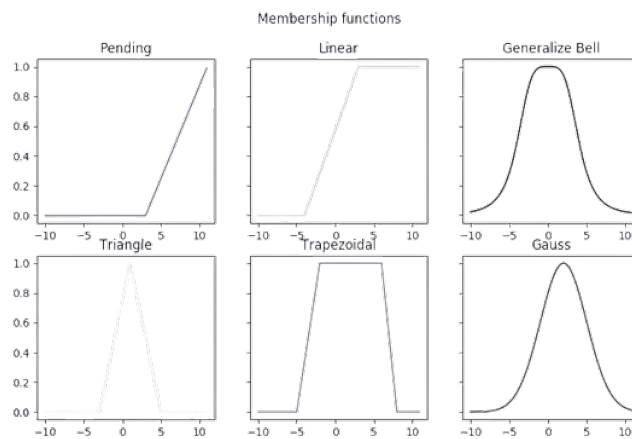 Membership functions
Pending Linear Generalize Bell
1.0
0.8
0.6
0.4
0.2
0.0
−10 −5 0 5 10 −10 −5 0 5 10 −10 −5 0 5 10
Triangle Trapezoidal Gauss
1.0
0.8
0.6
0.4
0.2
0.0
−10 −5 0 5 10 −10 −5 0 5 10 −10 −5 0 5 10